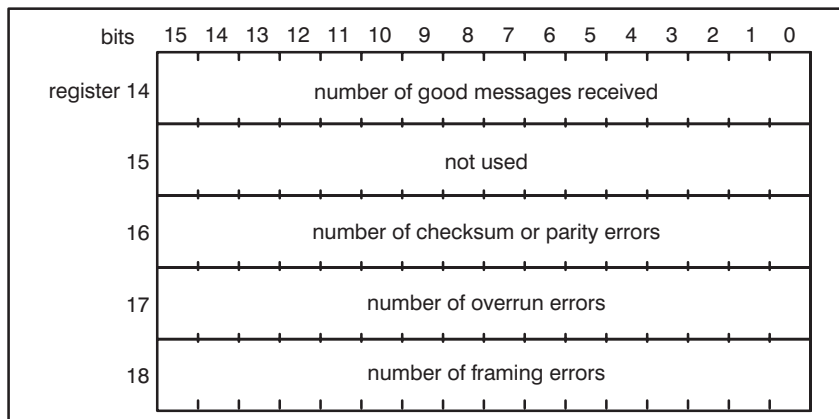 bits 15 14 13 12 11 10 9 8 7 6 5 4 3 2 1 0
register 14 number of good messages received
15 not used
16 number of checksum or parity errors
17 number of overrun errors
18 number of framing errors